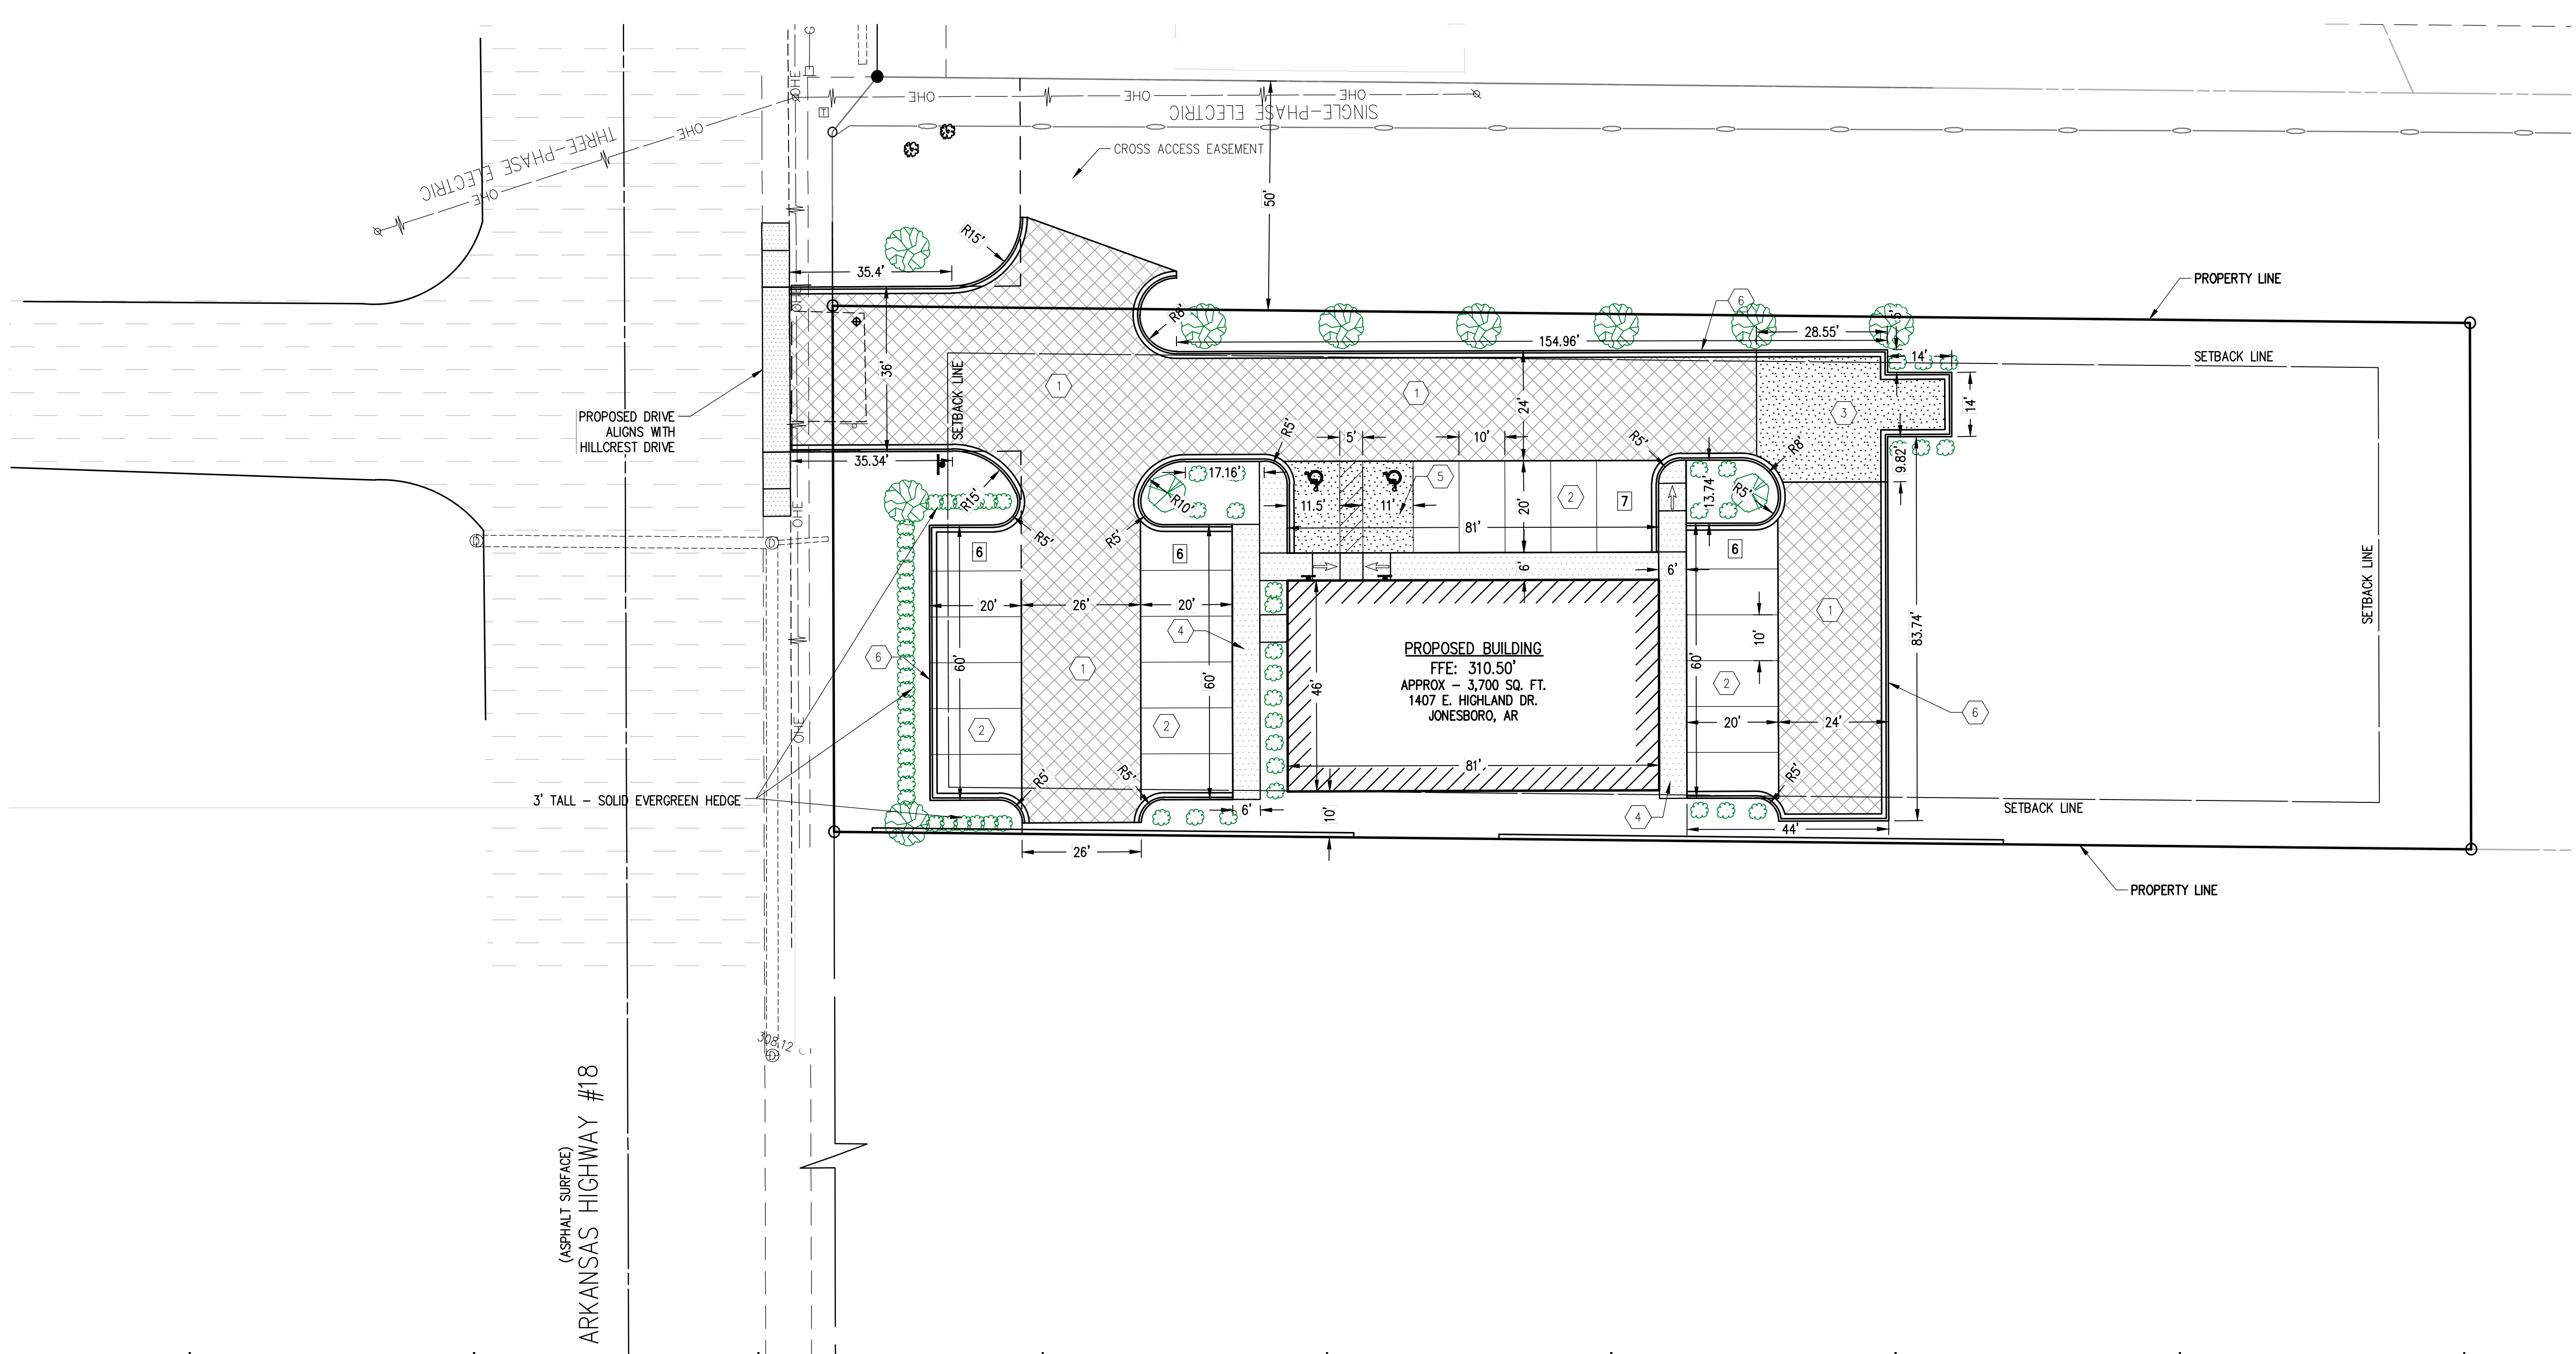 G
OHE
OHE
OHE
OHE
T
SINGLE-PHASE ELECTRIC
THREE-PHASE ELECTRIC
OHE
OHE
CROSS ACCESS EASEMENT
50'
R15'
35.4'
OHE
R8'
6
PROPERTY LINE
28.55'
6'
154.96'
14'
SETBACK LINE
36'
1
1
SETBACK LINE
24'
3
14'
PROPOSED DRIVE
ALIGNS WITH
HILLCREST DRIVE
R5'
5'
10'
R5'
R8'
9.82'
35.34'
17.16'
R15'
R10'
5
2
7
13.74'
R5'
11.5'
11'
20'
81'
OHE
R5'
R5'
D
D
6
6
6
SETBACK LINE
6'
6'
20'
26'
20'
10'
1
4
60'
1
60'
46'
PROPOSED BUILDING
FFE: 310.50'
APPROX - 3,700 SQ. FT.
1407 E. HIGHLAND DR.
JONESBORO, AR
60'
83.74'
6
2
2
2
20'
24'
6
OHE
81'
R5'
R5'
R5'
3' TALL - SOLID EVERGREEN HEDGE
6'
10'
4
SETBACK LINE
44'
26'
PROPERTY LINE
308.12
D
(ASPHALT SURFACE)
ARKANSAS HIGHWAY #18